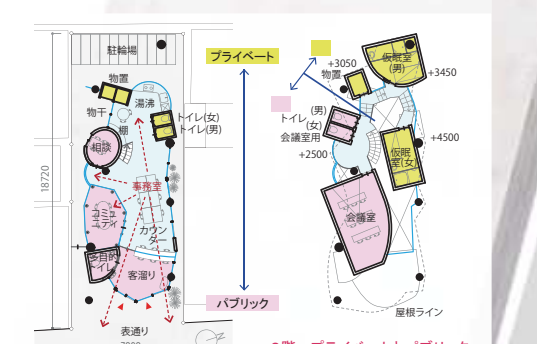 駐輪場
物置
湯沸
物干
棚
トイレ(女)
トイレ(男)
相談
事務室
コミュ
ニティ
カウン
ター
多目的
トイレ
客溜り
表通り
18720
プライベート
パブリック
+3050
物置
仮眠室
(男)
+3450
(男)
トイレ
(女)
会議室用
+2500
+4500
仮眠
室(女)
会議室
屋根ライン